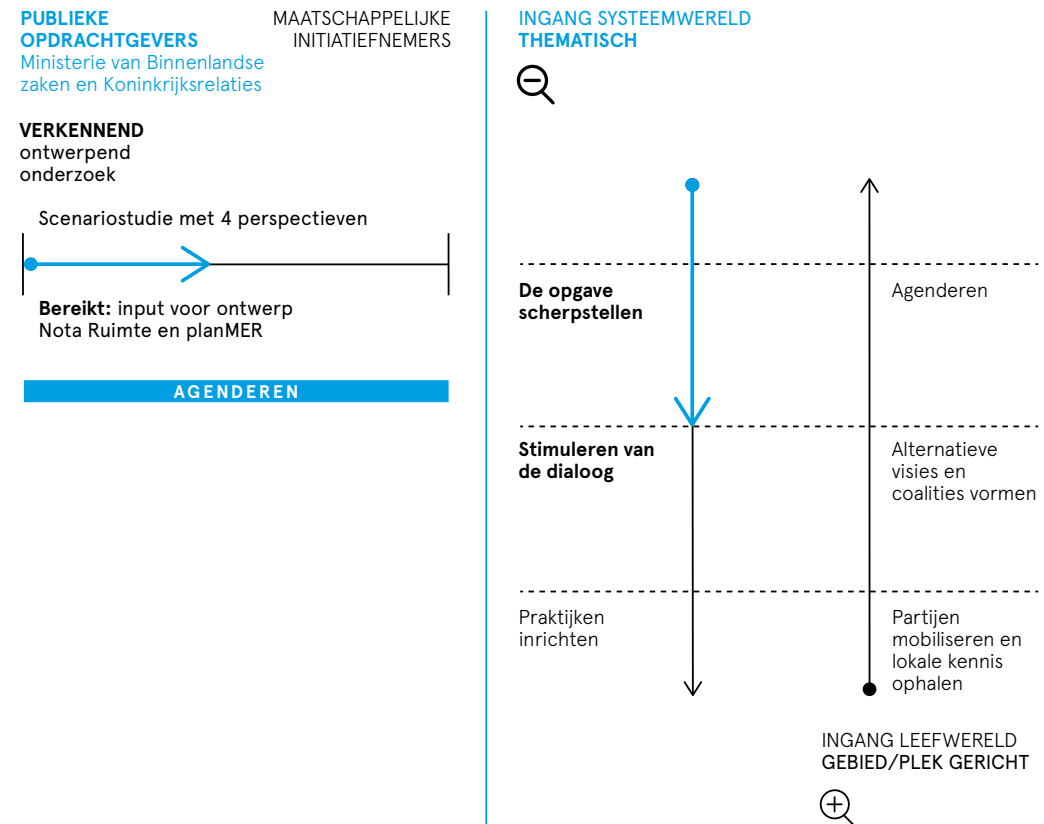 PUBLIEKE
OPDRACHTGEVERS
Ministerie van Binnenlandse
zaken en Koninkrijksrelaties
MAATSCHAPPELIJKE
INITIATIEFNEMERS
VERKENNEND
ontwerpend
onderzoek
Scenariostudie met 4 perspectieven
Bereikt: input voor ontwerp
Nota Ruimte en planMER
AGENDEREN
INGANG SYSTEEMWERELD
THEMATISCH
De opgave
scherpstellen
Agenderen
Stimuleren van
de dialoog
Alternatieve
visies en
coalities vormen
Praktijken
inrichten
Partijen
mobiliseren en
lokale kennis
ophalen
INGANG LEEFWERELD
GEBIED/PLEK GERICHT